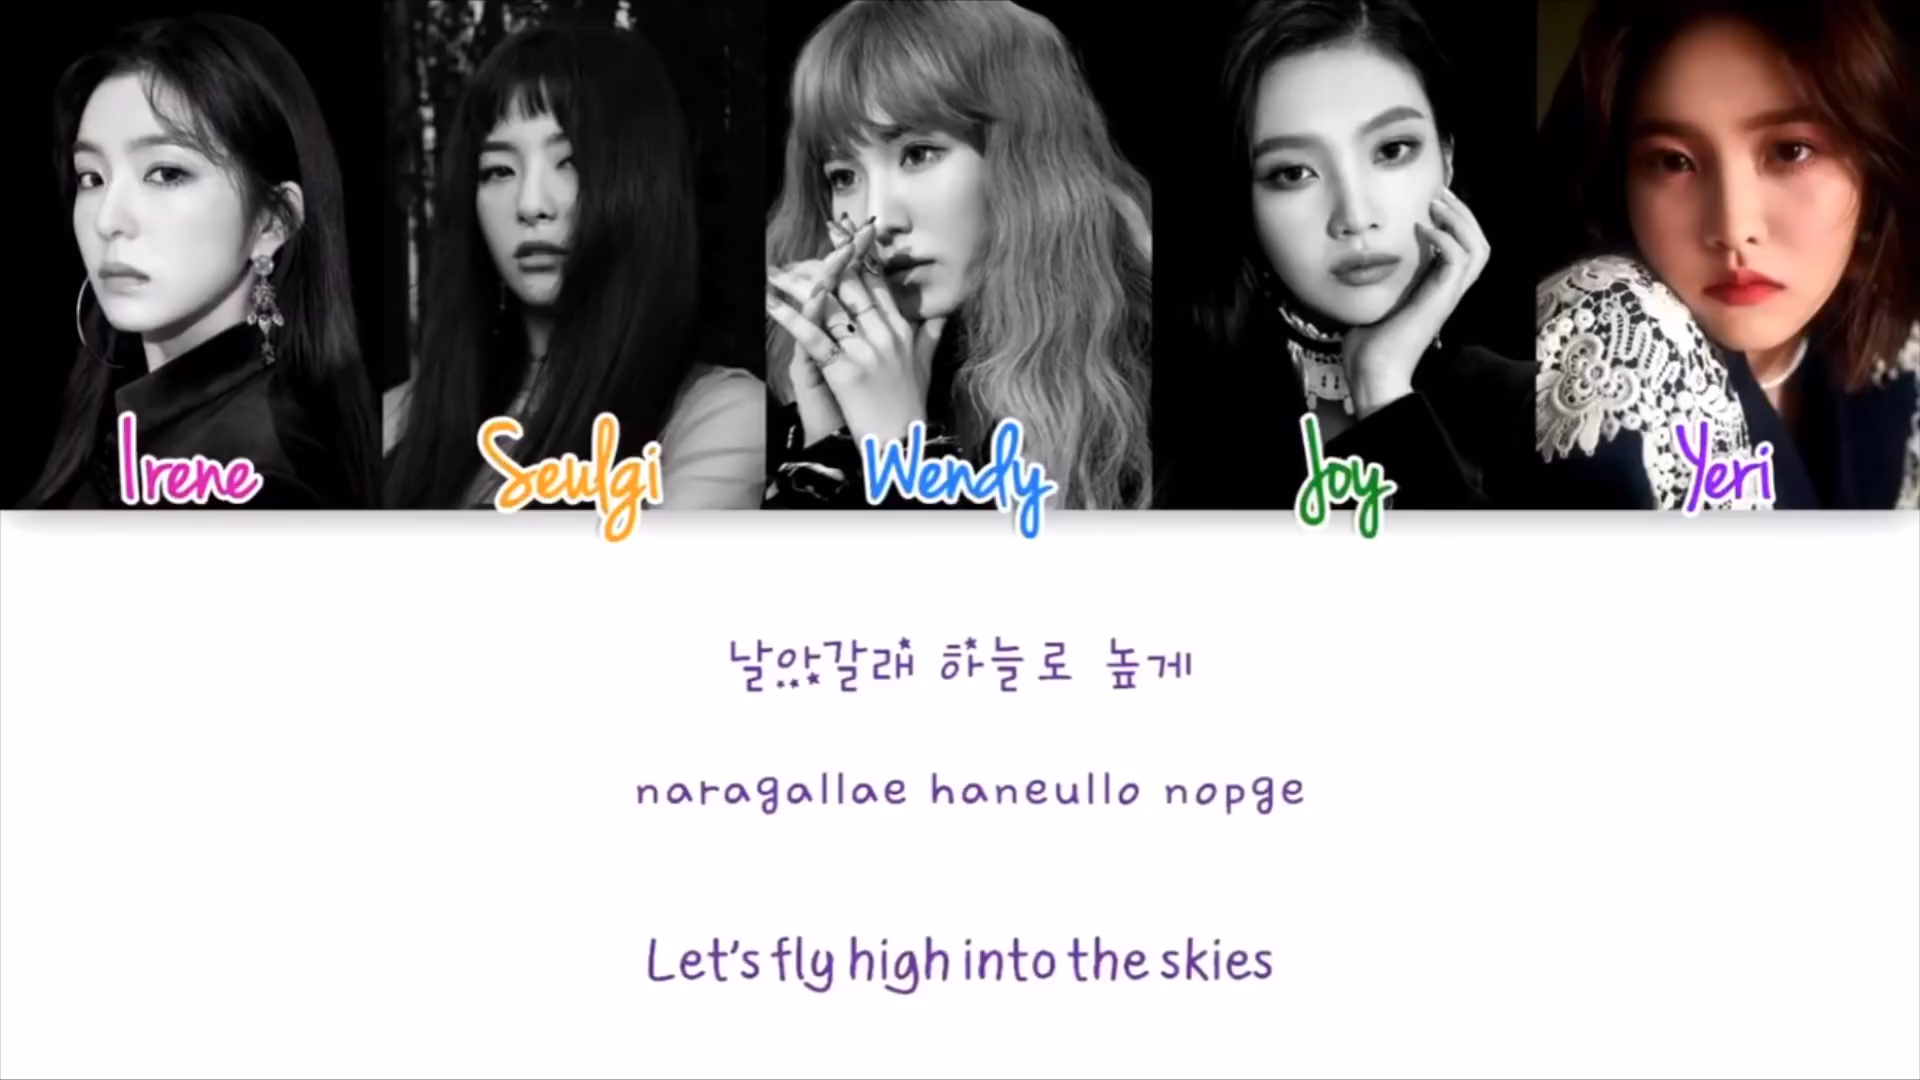 Irene
Seulgi
Wendy
Joy
Yeri
날았갈래 하늘로 높게
naragallae haneullo nopge
Let's fly high into the skies